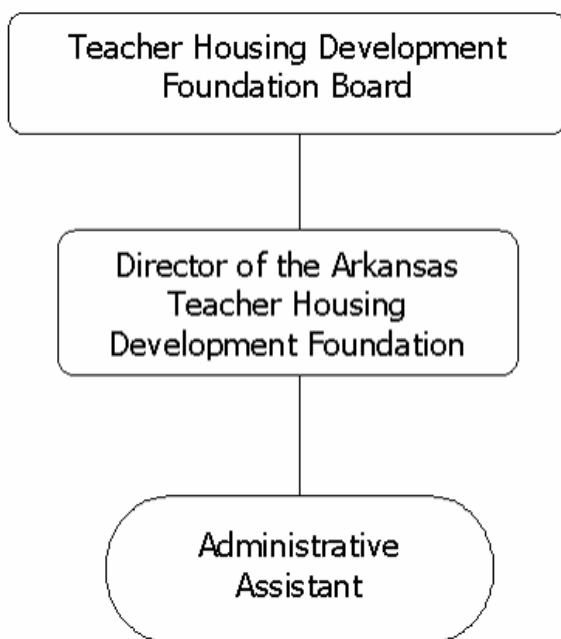 Teacher Housing Development
Foundation Board
Director of the Arkansas
Teacher Housing
Development Foundation
Administrative
Assistant